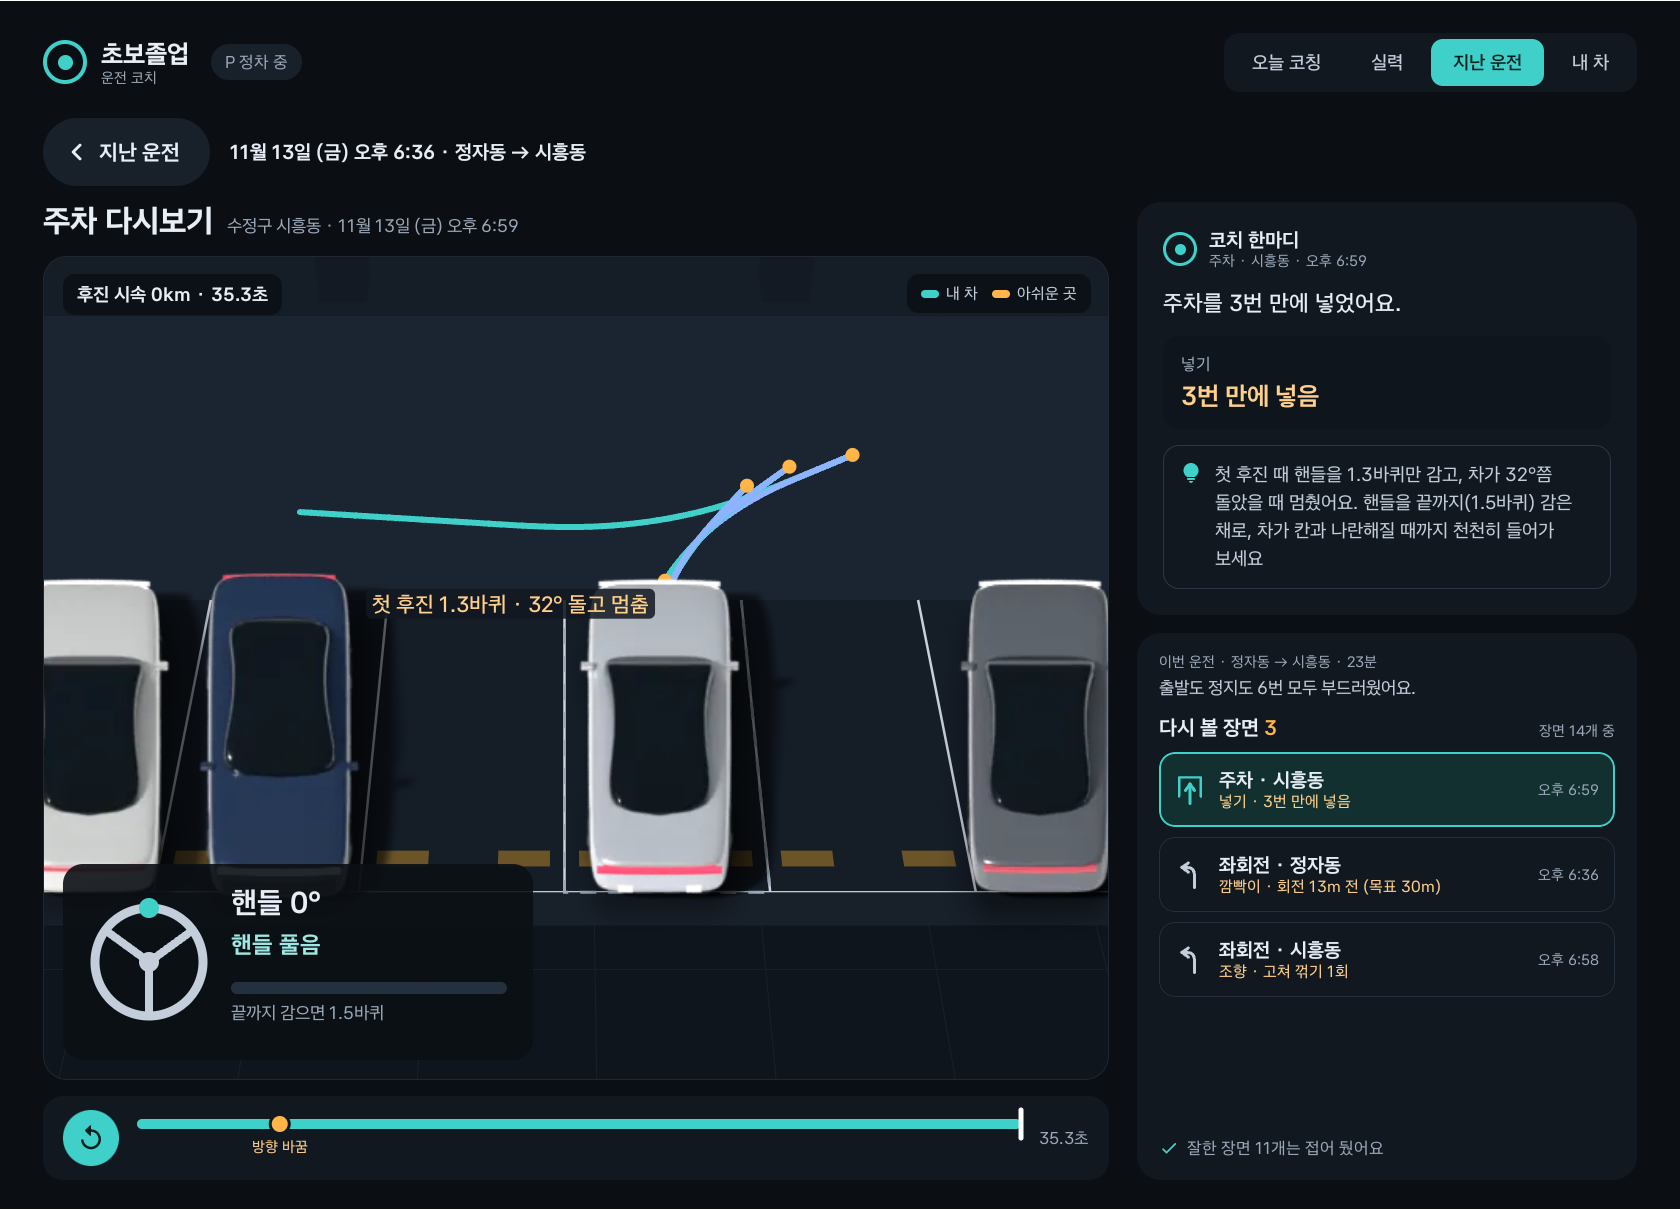 초보졸업
운전 코치
P 정차 중
오늘 코칭
실력
지난 운전
내 차
지난 운전
11월 13일 (금) 오후 6:36 · 정자동 → 시흥동
주차 다시보기
수정구 시흥동 · 11월 13일 (금) 오후 6:59
후진 시속 0km · 35.3초
내 차
아쉬운 곳
첫 후진 1.3바퀴 · 32° 돌고 멈춤
핸들 0°
핸들 풀음
끝까지 감으면 1.5바퀴
방향 바꿈
35.3초
코치 한마디
주차 · 시흥동 · 오후 6:59
주차를 3번 만에 넣었어요.
넣기
3번 만에 넣음
첫 후진 때 핸들을 1.3바퀴만 감고, 차가 32°쯤
돌았을 때 멈췄어요. 핸들을 끝까지(1.5바퀴) 감은
채로, 차가 칸과 나란해질 때까지 천천히 들어가
보세요
이번 운전 · 정자동 → 시흥동 · 23분
출발도 정지도 6번 모두 부드러웠어요.
다시 볼 장면 3
장면 14개 중
주차 · 시흥동
넣기 · 3번 만에 넣음
오후 6:59
좌회전 · 정자동
깜빡이 · 회전 13m 전 (목표 30m)
오후 6:36
좌회전 · 시흥동
조향 · 고쳐 꺾기 1회
오후 6:58
잘한 장면 11개는 접어 뒀어요